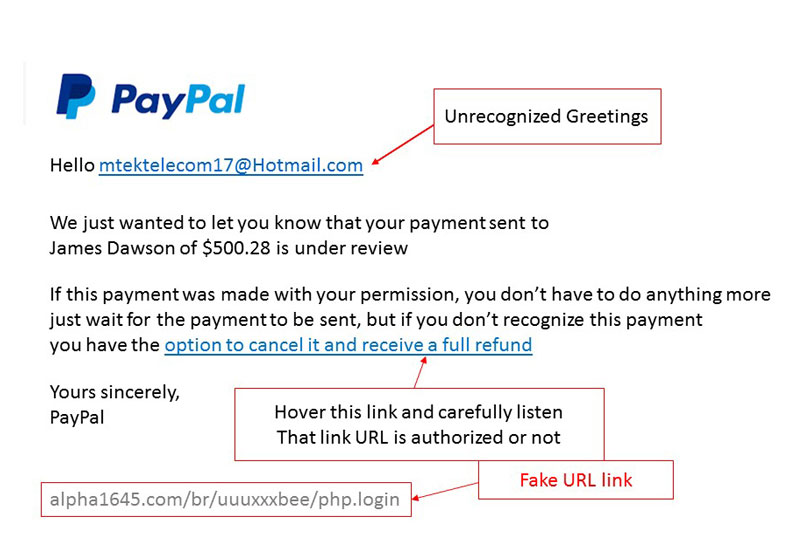 PayPal
Unrecognized Greetings
Hello mtektelecom17@Hotmail.com
We just wanted to let you know that your payment sent to
James Dawson of $500.28 is under review
If this payment was made with your permission, you don’t have to do anything more
just wait for the payment to be sent, but if you don’t recognize this payment
you have the option to cancel it and receive a full refund
Yours sincerely,
PayPal
Hover this link and carefully listen
That link URL is authorized or not
Fake URL link
alpha1645.com/br/uuuxxxbee/php.login